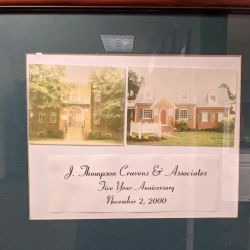 J. Thompson Cravens & Associates
Five Year Anniversary
November 2, 2000